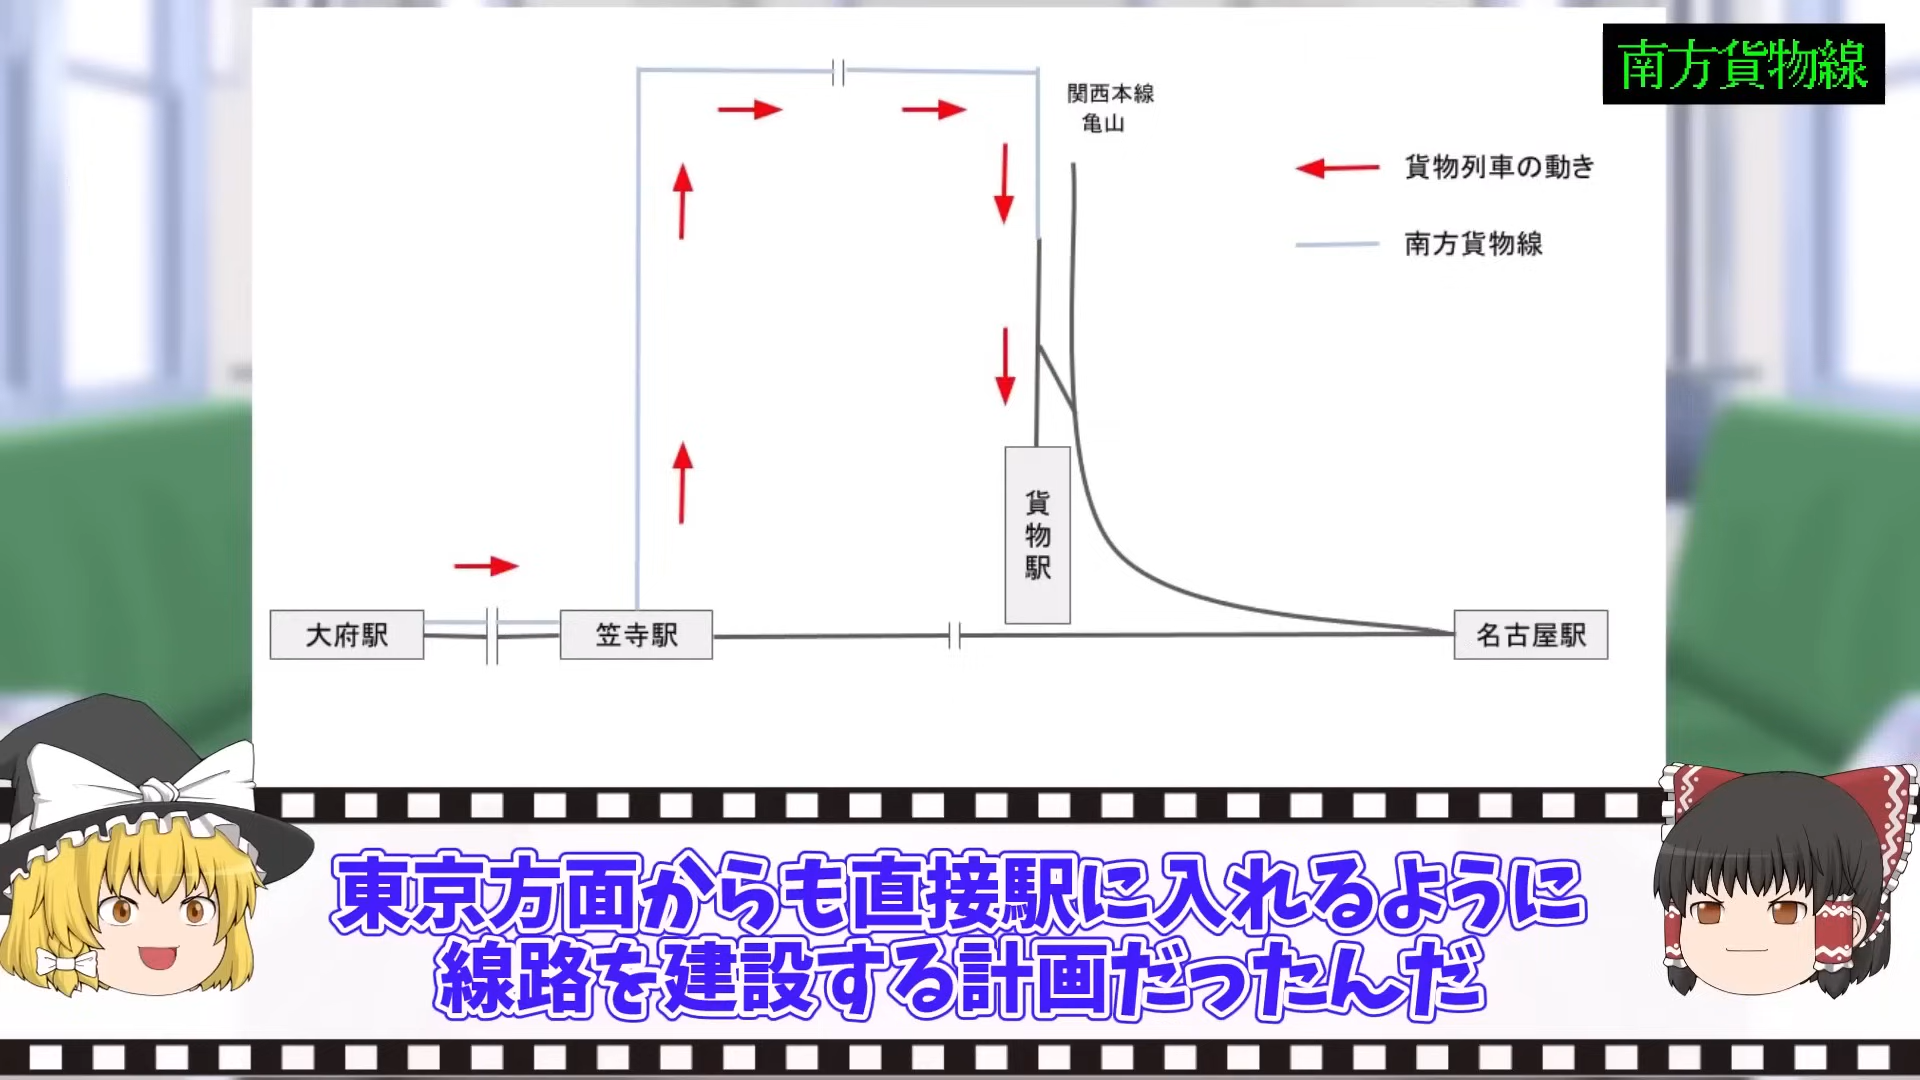 南方貨物線
関西本線
亀山
貨物列車の動き
南方貨物線
貨物駅
大府駅
笠寺駅
名古屋駅
東京方面からも直接駅に入れるように
線路を建設する計画だったんだ